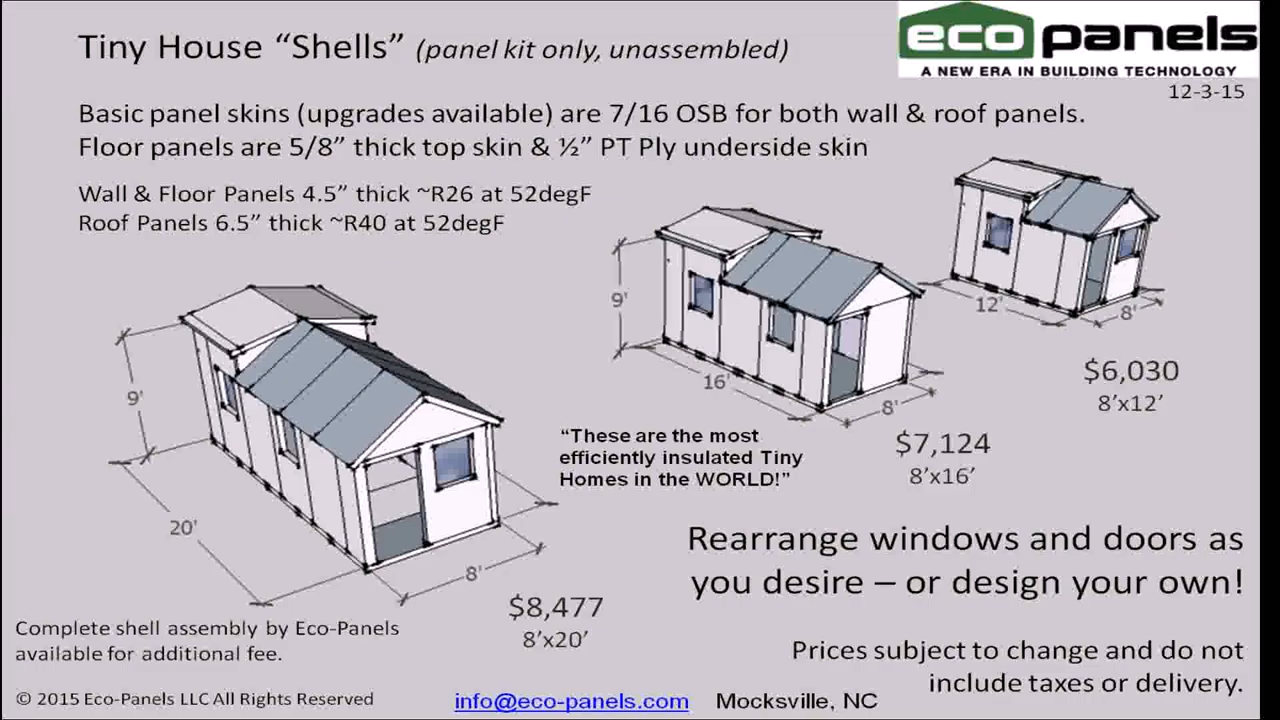 Tiny House “Shells” (panel kit only, unassembled)
eco panels
A NEW ERA IN BUILDING TECHNOLOGY
12-3-15
Basic panel skins (upgrades available) are 7/16 OSB for both wall & roof panels.
Floor panels are 5/8” thick top skin & ½” PT Ply underside skin
Wall & Floor Panels 4.5” thick ~R26 at 52degF
Roof Panels 6.5” thick ~R40 at 52degF
12'
8'
$6,030
8’x12’
9'
16'
8'
$7,124
8’x16’
9'
20'
8'
$8,477
8’x20’
“These are the most
efficiently insulated Tiny
Homes in the WORLD!”
Rearrange windows and doors as
you desire – or design your own!
Complete shell assembly by Eco-Panels
available for additional fee.
Prices subject to change and do not
include taxes or delivery.
© 2015 Eco-Panels LLC All Rights Reserved
info@eco-panels.com Mocksville, NC